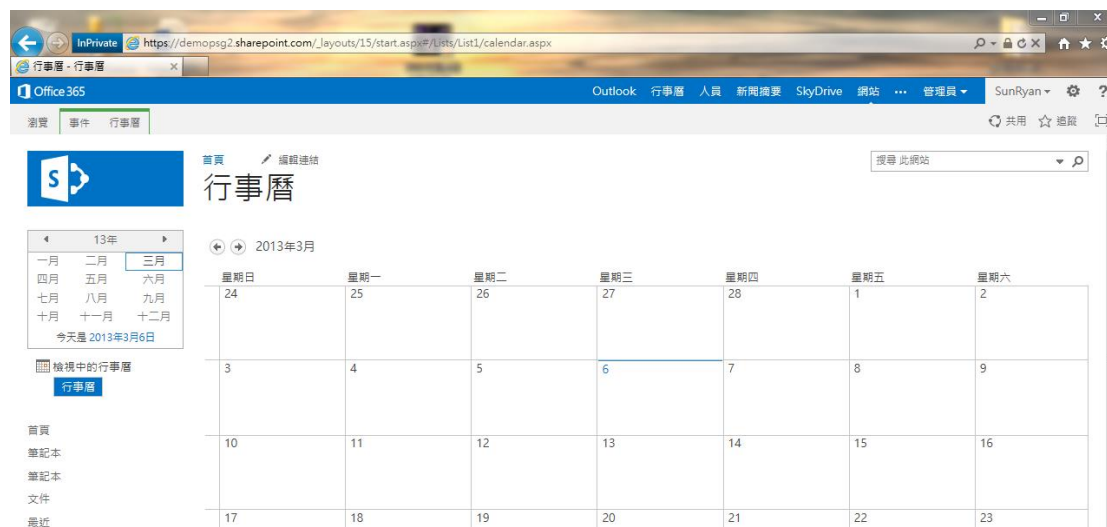 InPrivate https://demopsg2.sharepoint.com/_layouts/15/start.aspx#/Lists/List1/calendar.aspx
行事曆 - 行事曆
Office 365 Outlook 行事曆 人員 新聞摘要 SkyDrive 網站 ••• 管理員 SunRyan ?
瀏覽 事件 行事曆 共用 追蹤
S
首頁 編輯連結 搜尋 此網站
行事曆
13年
2013年3月
一月 二月 三月
四月 五月 六月
七月 八月 九月
十月 十一月 十二月
今天是 2013年3月6日
檢視中的行事曆
行事曆
首頁
筆記本
筆記本
文件
最近
星期日 星期一 星期二 星期三 星期四 星期五 星期六
24 25 26 27 28 1 2
3 4 5 6 7 8 9
10 11 12 13 14 15 16
17 18 19 20 21 22 23